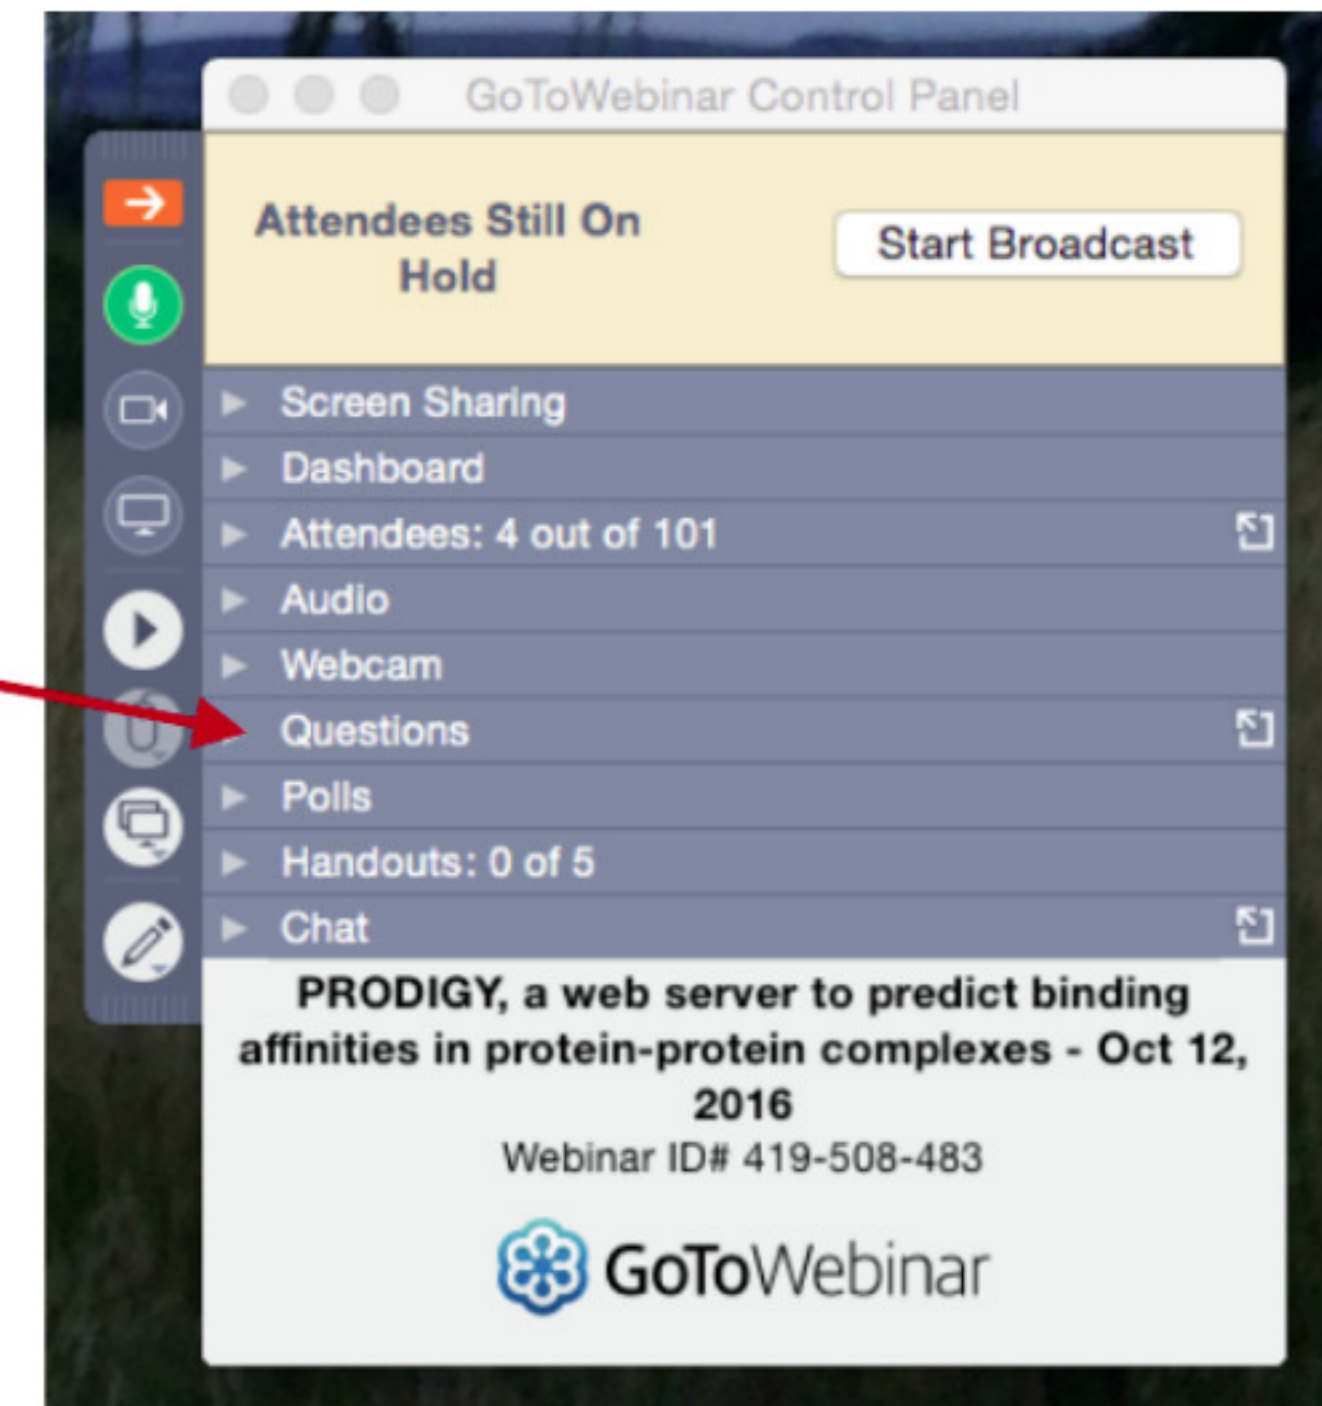 GoToWebinar Control Panel
Attendees Still On
Hold
Start Broadcast
Screen Sharing
Dashboard
Attendees: 4 out of 101
Audio
Webcam
Questions
Polls
Handouts: 0 of 5
Chat
PRODIGY, a web server to predict binding
affinities in protein-protein complexes - Oct 12,
2016
Webinar ID# 419-508-483
GoToWebinar